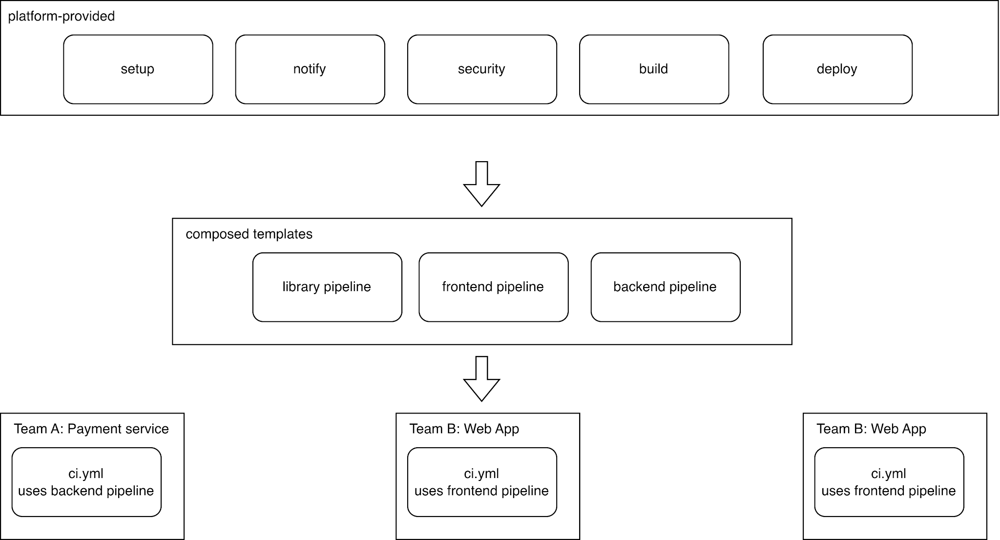 platform-provided
setup
notify
security
build
deploy
composed templates
library pipeline
frontend pipeline
backend pipeline
Team A: Payment service
ci.yml
uses backend pipeline
Team B: Web App
ci.yml
uses frontend pipeline
Team B: Web App
ci.yml
uses frontend pipeline